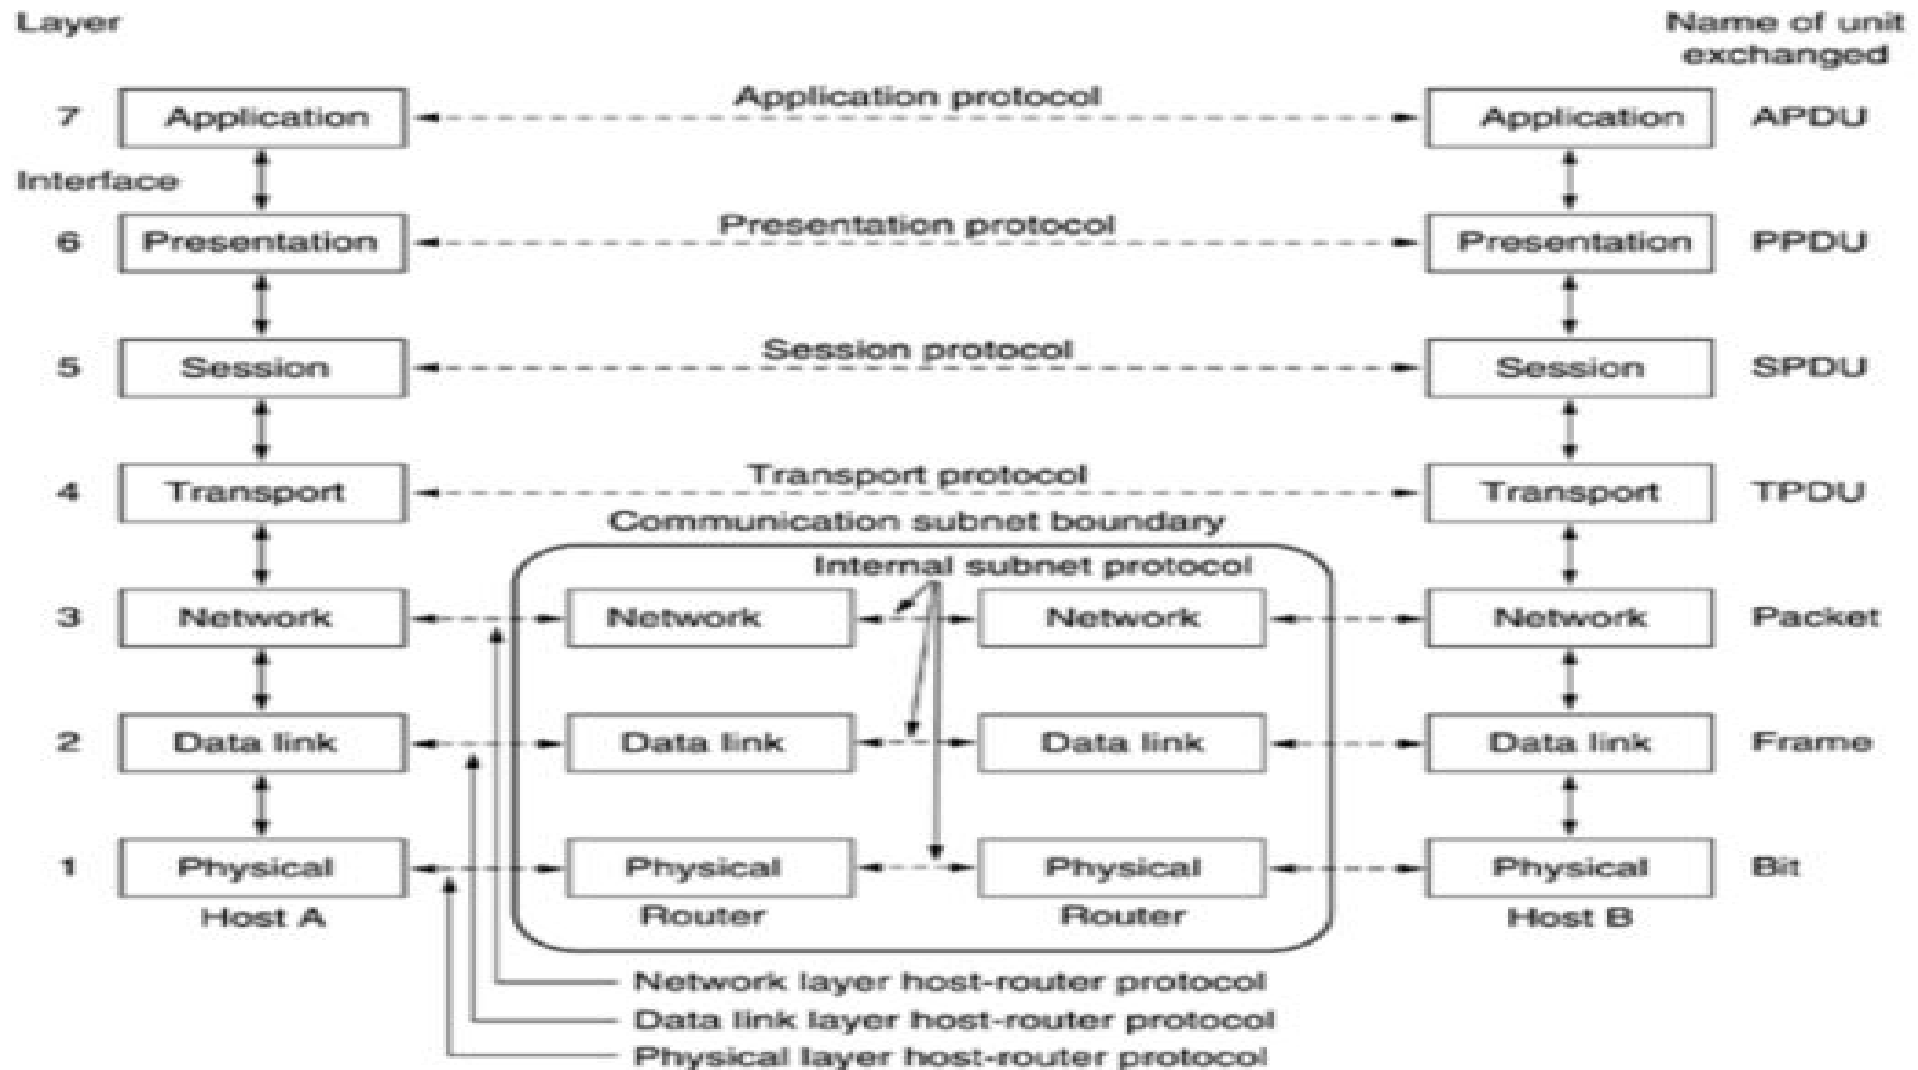 Layer
Name of unit
exchanged
7
Application
Application protocol
Application
APDU
Interface
6
Presentation
Presentation protocol
Presentation
PPDU
5
Session
Session protocol
Session
SPDU
4
Transport
Transport protocol
Transport
TPDU
Communication subnet boundary
Internal subnet protocol
3
Network
Network
Network
Network
Packet
2
Data link
Data link
Data link
Data link
Frame
1
Physical
Physical
Physical
Physical
Bit
Host A
Router
Router
Host B
Network layer host-router protocol
Data link layer host-router protocol
Physical layer host-router protocol